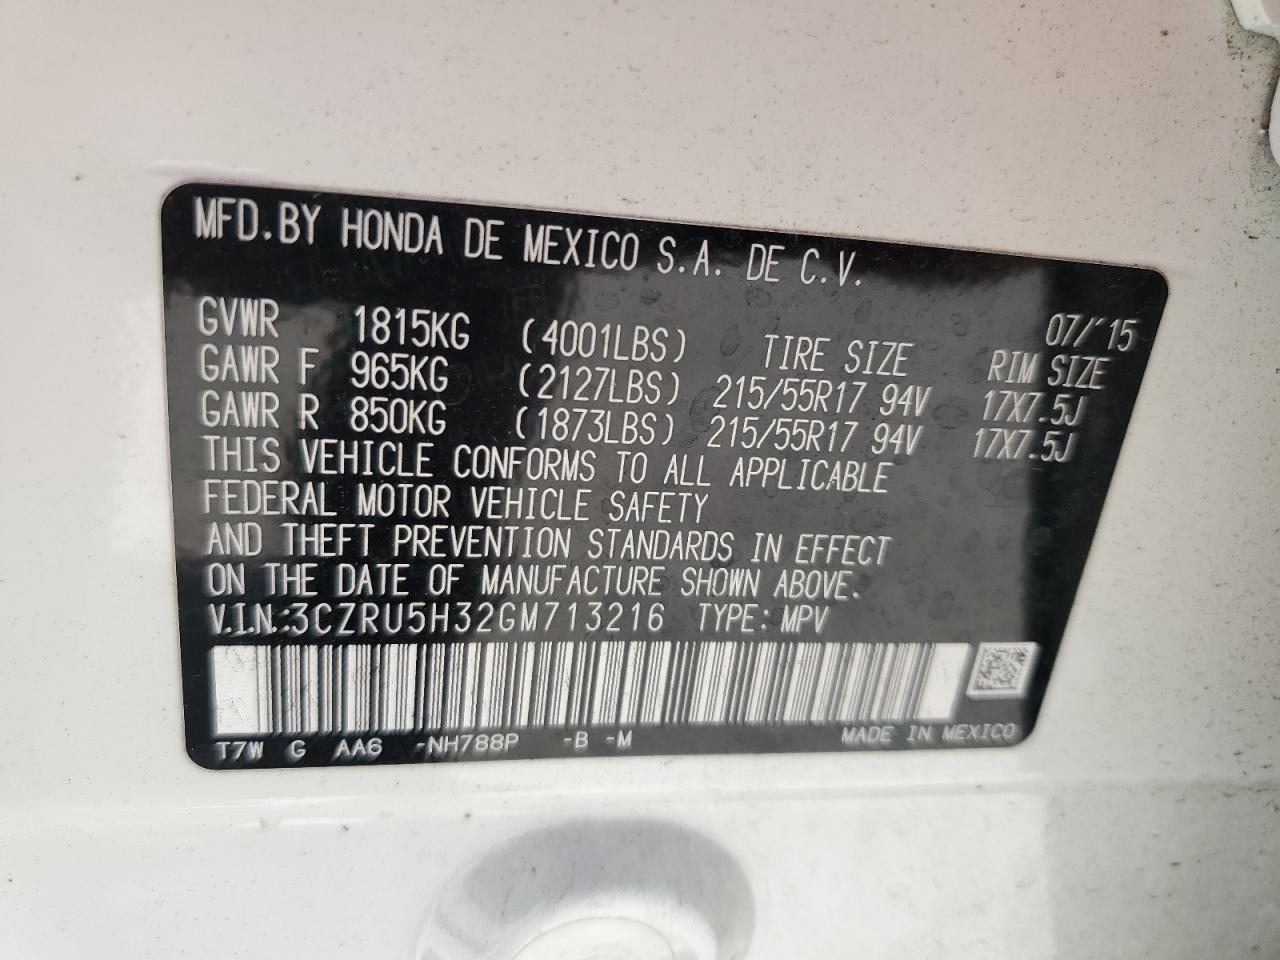 MFD.BY HONDA DE MEXICO S.A. DE C.V.
07/'15
GVWR 1815KG (4001LBS) TIRE SIZE RIM SIZE
GAWR F 965KG (2127LBS) 215/55R17 94V 17X7.5J
GAWR R 850KG (1873LBS) 215/55R17 94V 17X7.5J
THIS VEHICLE CONFORMS TO ALL APPLICABLE
FEDERAL MOTOR VEHICLE SAFETY
AND THEFT PREVENTION STANDARDS IN EFFECT
ON THE DATE OF MANUFACTURE SHOWN ABOVE.
V.I.N.:3CZRU5H32GM713216 TYPE: MPV
T7W G AA6 -NH788P -B -M MADE IN MEXICO